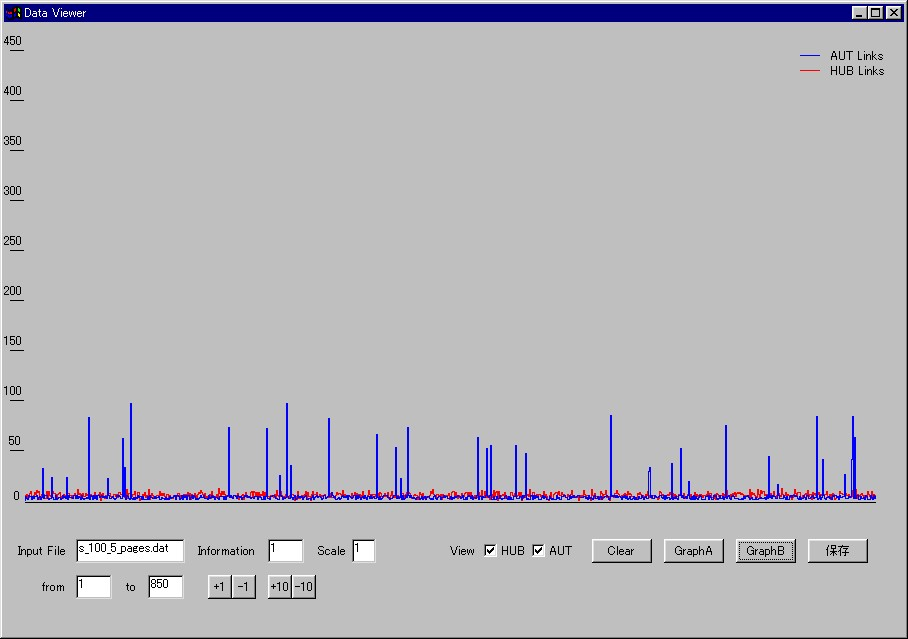 Data Viewer
450
AUT Links
HUB Links
400
350
300
250
200
150
100
50
0
Input File s_100_5_pages.dat Information 1 Scale 1 View HUB AUT Clear GraphA GraphB 保存
from 1 to 850 +1 -1 +10 -10